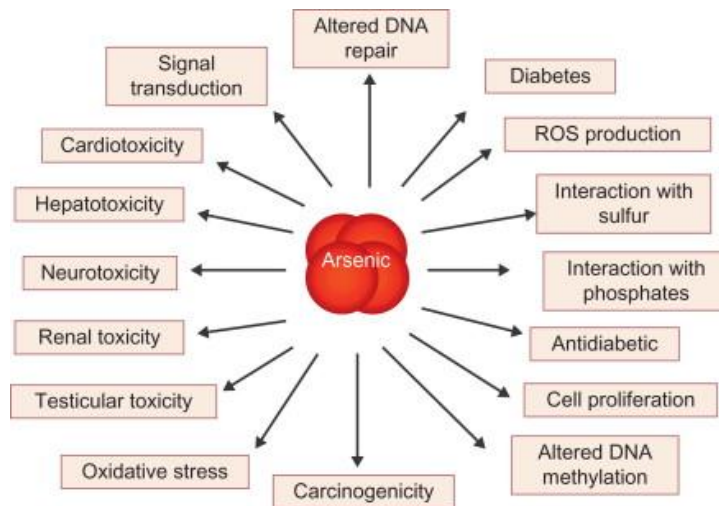 Altered DNA
repair
Signal
transduction
Diabetes
ROS production
Cardiotoxicity
Interaction with
sulfur
Hepatotoxicity
Arsenic
Neurotoxicity
Interaction with
phosphates
Renal toxicity
Antidiabetic
Testicular toxicity
Cell proliferation
Oxidative stress
Altered DNA
methylation
Carcinogenicity